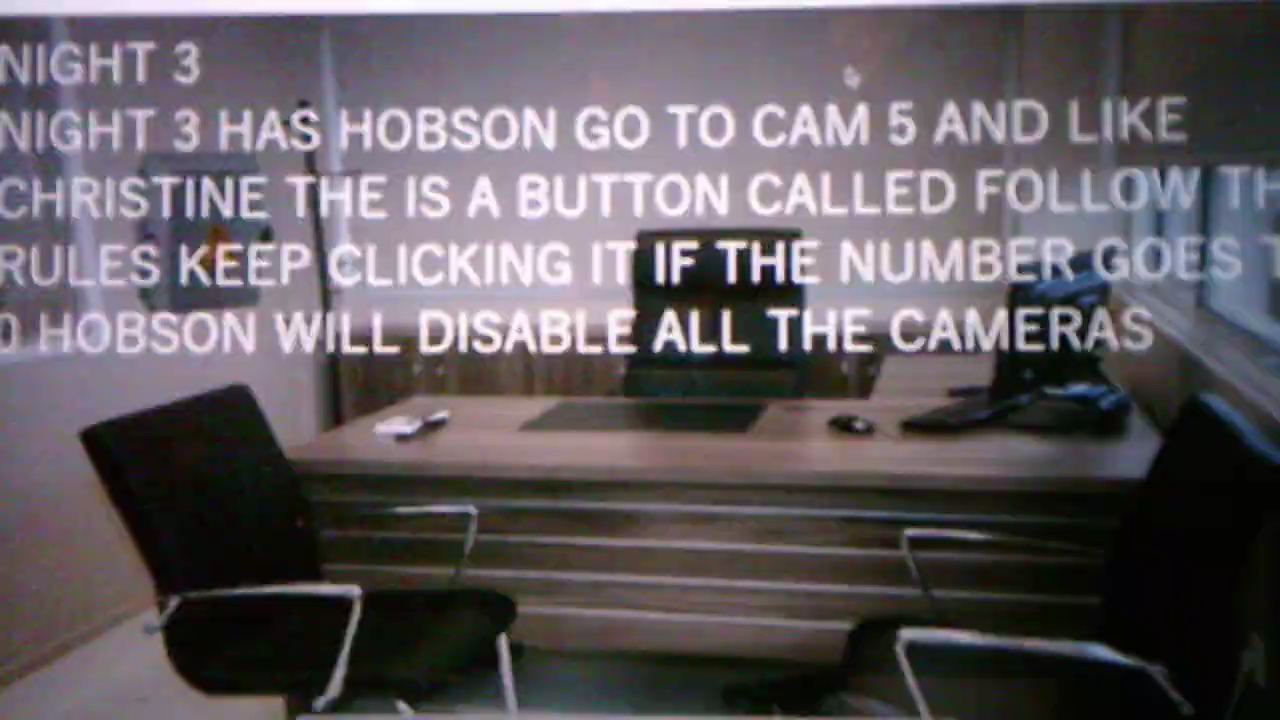 NIGHT 3
NIGHT 3 HAS HOBSON GO TO CAM 5 AND LIKE
CHRISTINE THE IS A BUTTON CALLED FOLLOW
RULES KEEP CLICKING IT IF THE NUMBER GOES
0 HOBSON WILL DISABLE ALL THE CAMERAS